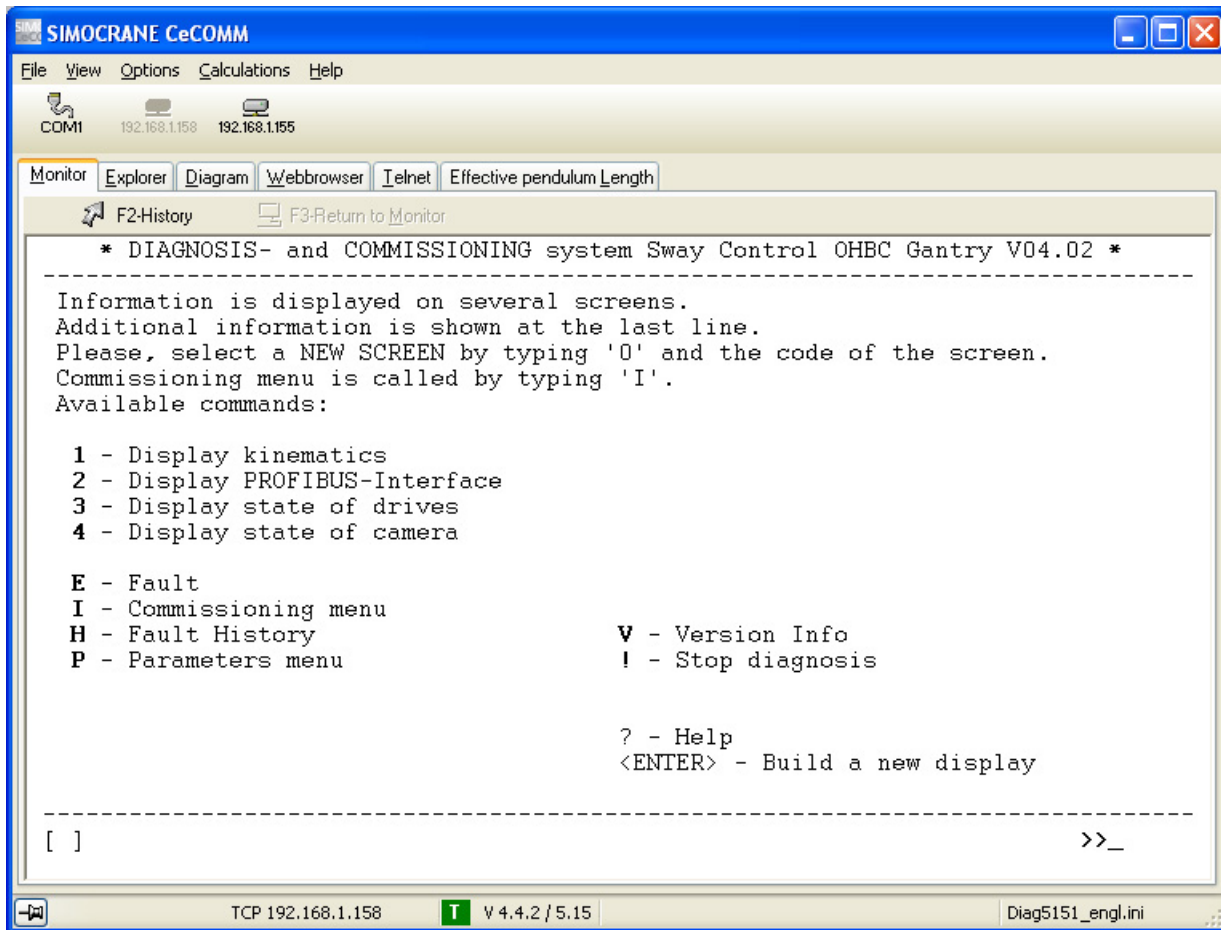 SIMOCRANE CeCOMM
File View Options Calculations Help
COM1 192.168.1.158 192.168.1.155
Monitor Explorer Diagram Webbrowser Telnet Effective pendulum Length
F2-History F3-Return to Monitor
* DIAGNOSIS- and COMMISSIONING system Sway Control OHBC Gantry V04.02 *
--------------------------------------------------------------------------------
Information is displayed on several screens.
Additional information is shown at the last line.
Please, select a NEW SCREEN by typing '0' and the code of the screen.
Commissioning menu is called by typing 'I'.
Available commands:
1 - Display kinematics
2 - Display PROFIBUS-Interface
3 - Display state of drives
4 - Display state of camera
E - Fault
I - Commissioning menu
H - Fault History V - Version Info
P - Parameters menu ! - Stop diagnosis
? - Help
<ENTER> - Build a new display
--------------------------------------------------------------------------------
[ ] >>_
TCP 192.168.1.158 T V 4.4.2 / 5.15 Diag5151_engl.ini